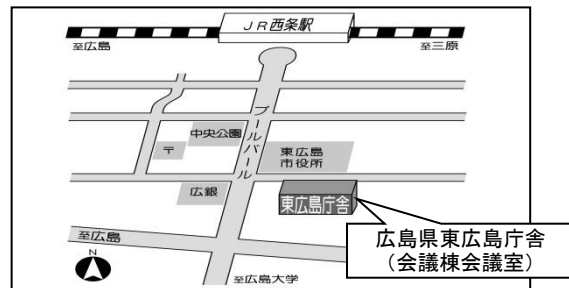 JR西条駅
至広島
至三原
ブールバール
中央公園
〒
東広島
市役所
広銀
東広島庁舎
広島県東広島庁舎
（会議棟会議室）
至広島
N
至広島大学